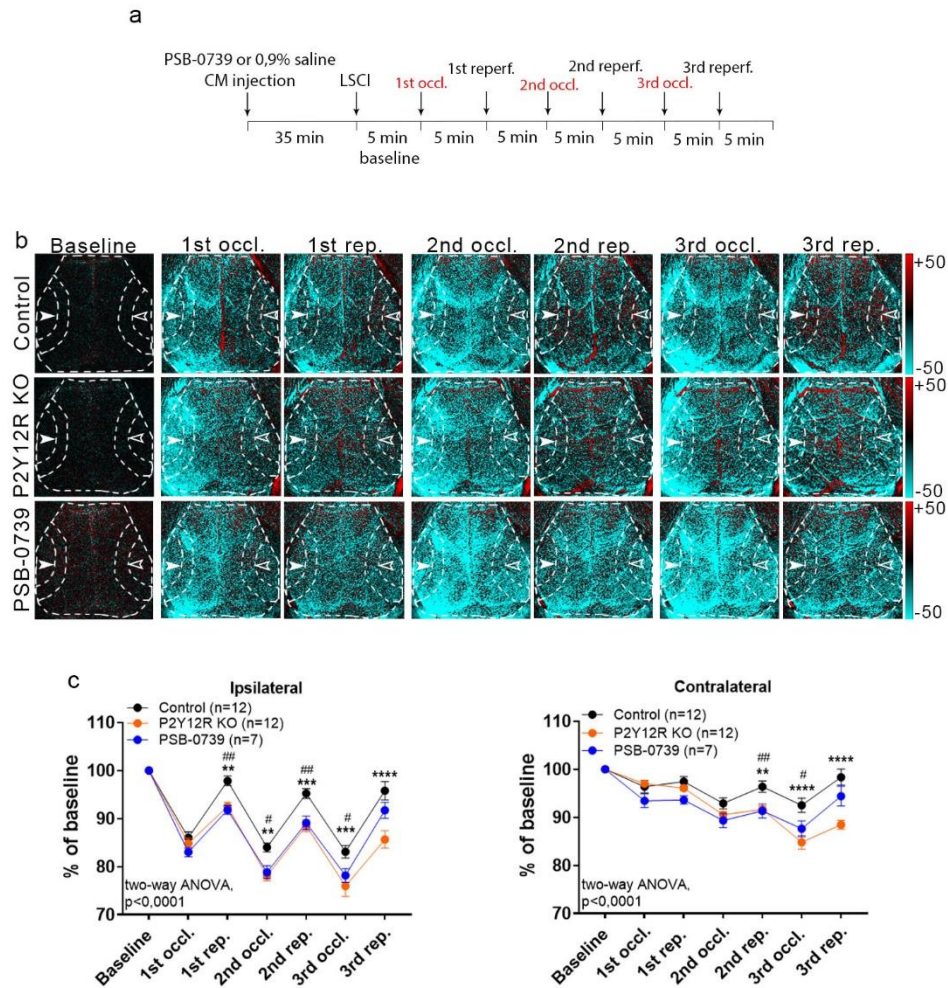 a
PSB-0739 or 0,9% saline
CM injection
LSCI
1st occl.
1st reperf.
2nd occl.
2nd reperf.
3rd occl.
3rd reperf.
35 min
5 min
5 min
5 min
5 min
5 min
5 min
5 min
5 min
baseline
b
Baseline
1st occl.
1st rep.
2nd occl.
2nd rep.
3rd occl.
3rd rep.
Control
+50
-50
P2Y12R KO
+50
-50
PSB-0739
+50
-50
c
Ipsilateral
Control (n=12)
P2Y12R KO (n=12)
PSB-0739 (n=7)
% of baseline
110
100
90
80
70
##
**
#
**
##
***
#
***
****
two-way ANOVA,
p<0,0001
Baseline
1st occl.
1st rep.
2nd occl.
2nd rep.
3rd occl.
3rd rep.
Contralateral
Control (n=12)
P2Y12R KO (n=12)
PSB-0739 (n=7)
% of baseline
110
100
90
80
70
##
**
#
****
****
two-way ANOVA,
p<0,0001
Baseline
1st occl.
1st rep.
2nd occl.
2nd rep.
3rd occl.
3rd rep.